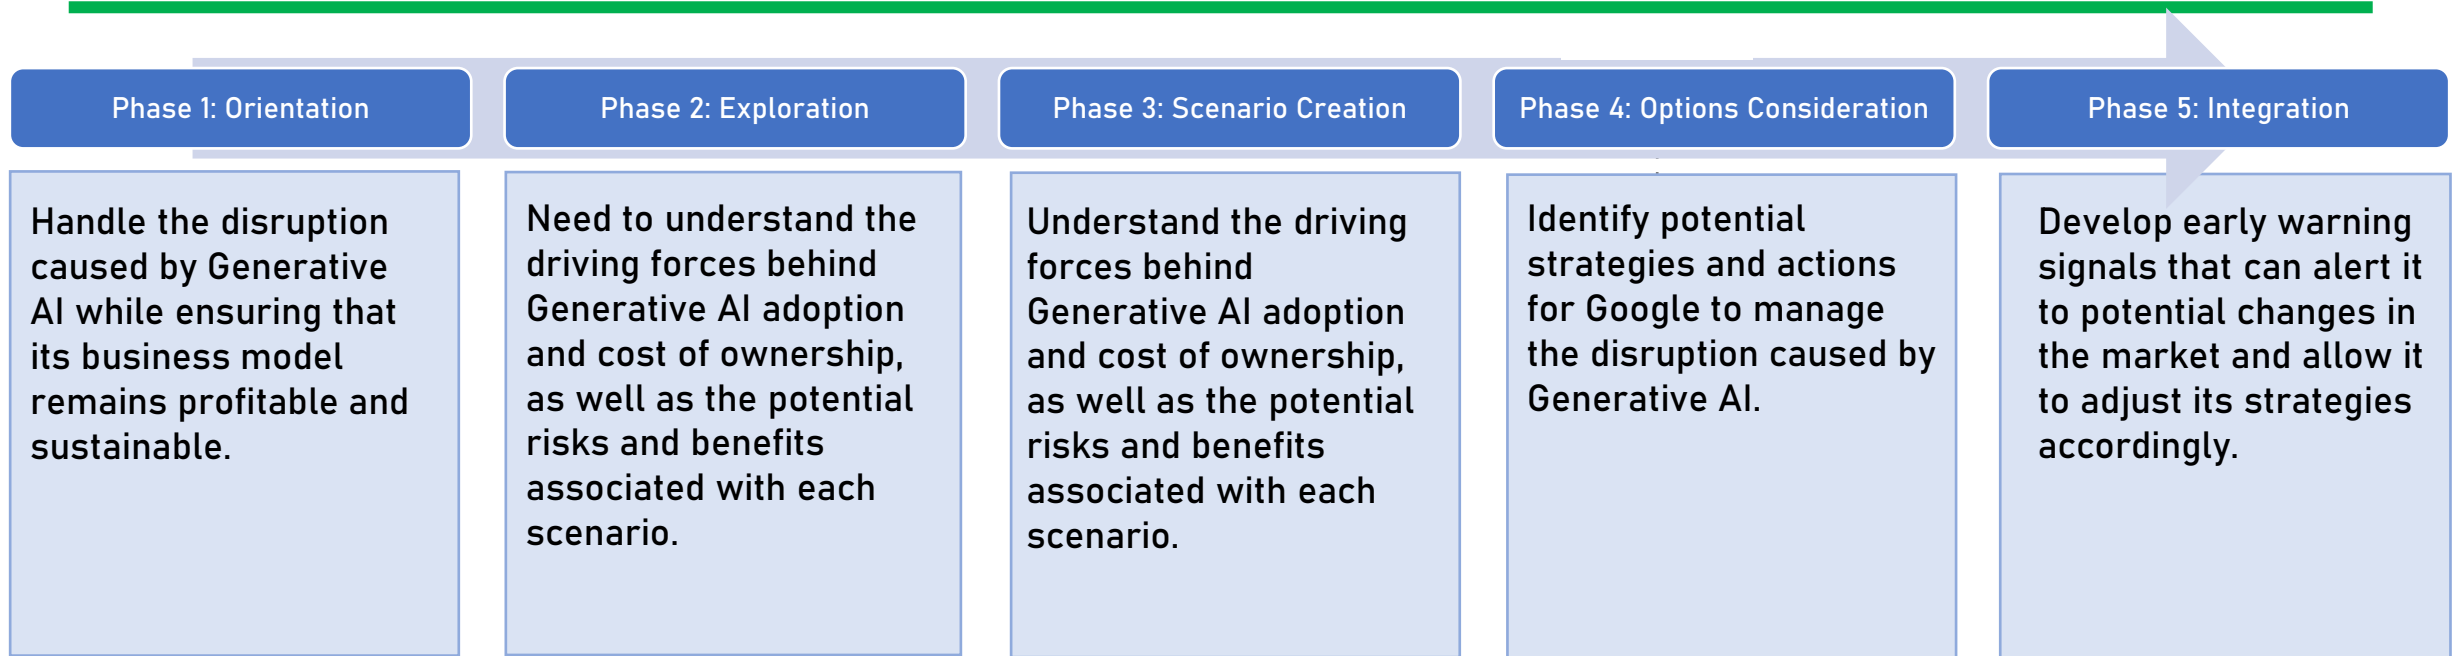 Phase 1: Orientation
Phase 2: Exploration
Phase 3: Scenario Creation
Phase 4: Options Consideration
Phase 5: Integration
Handle the disruption
caused by Generative
AI while ensuring that
its business model
remains profitable and
sustainable.
Need to understand the
driving forces behind
Generative AI adoption
and cost of ownership,
as well as the potential
risks and benefits
associated with each
scenario.
Understand the driving
forces behind
Generative AI adoption
and cost of ownership,
as well as the potential
risks and benefits
associated with each
scenario.
Identify potential
strategies and actions
for Google to manage
the disruption caused by
Generative AI.
Develop early warning
signals that can alert it
to potential changes in
the market and allow it
to adjust its strategies
accordingly.